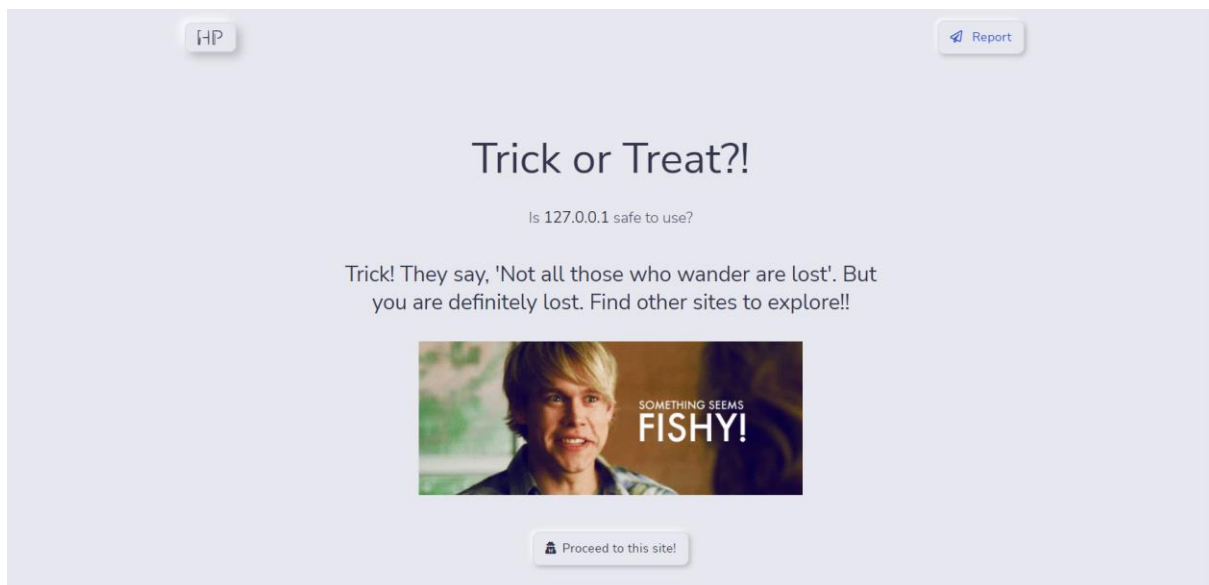 HP
Report
Trick or Treat?!
Is 127.0.0.1 safe to use?
Trick! They say, 'Not all those who wander are lost'. But
you are definitely lost. Find other sites to explore!!
SOMETHING SEEMS
FISHY!
Proceed to this site!